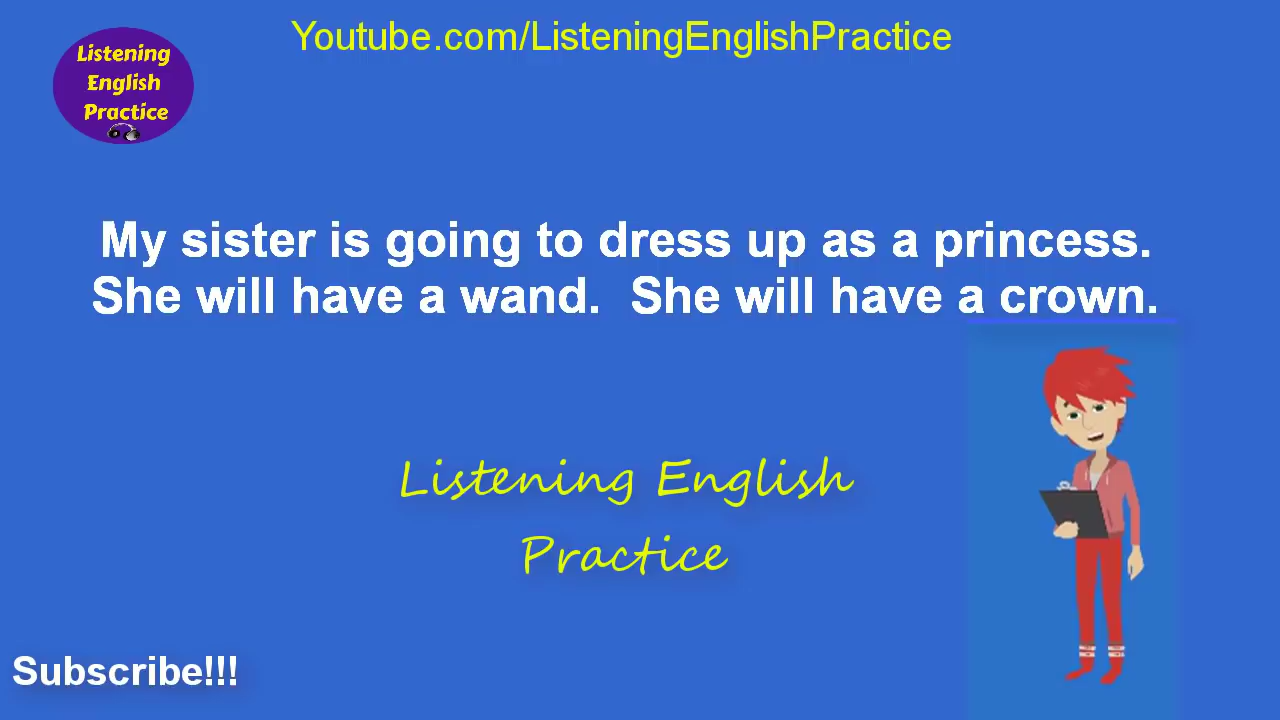 Youtube.com/ListeningEnglishPractice
Listening
English
Practice
My sister is going to dress up as a princess.
She will have a wand.  She will have a crown.
Listening English
Practice
Subscribe!!!